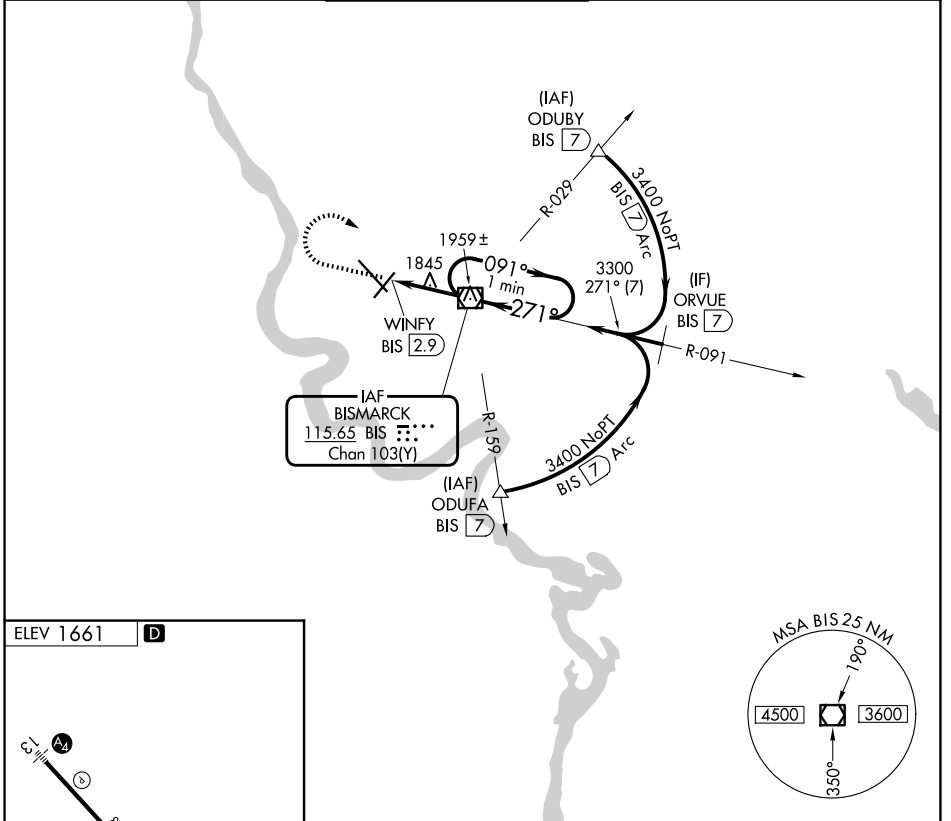 (IAF)
ODUBY
BIS 7
R-029
3400 NoPT
BIS 7 Arc
1959±
1845
091°
1 min
271°
3300
271° (7)
(IF)
ORVUE
BIS 7
R-091
WINFY
BIS 2.9
IAF
BISMARCK
115.65 BIS
Chan 103(Y)
R-159
3400 NoPT
BIS 7 Arc
(IAF)
ODUFA
BIS 7
ELEV 1661 D
13
A4
P
MSA BIS 25 NM
190°
4500
3600
350°